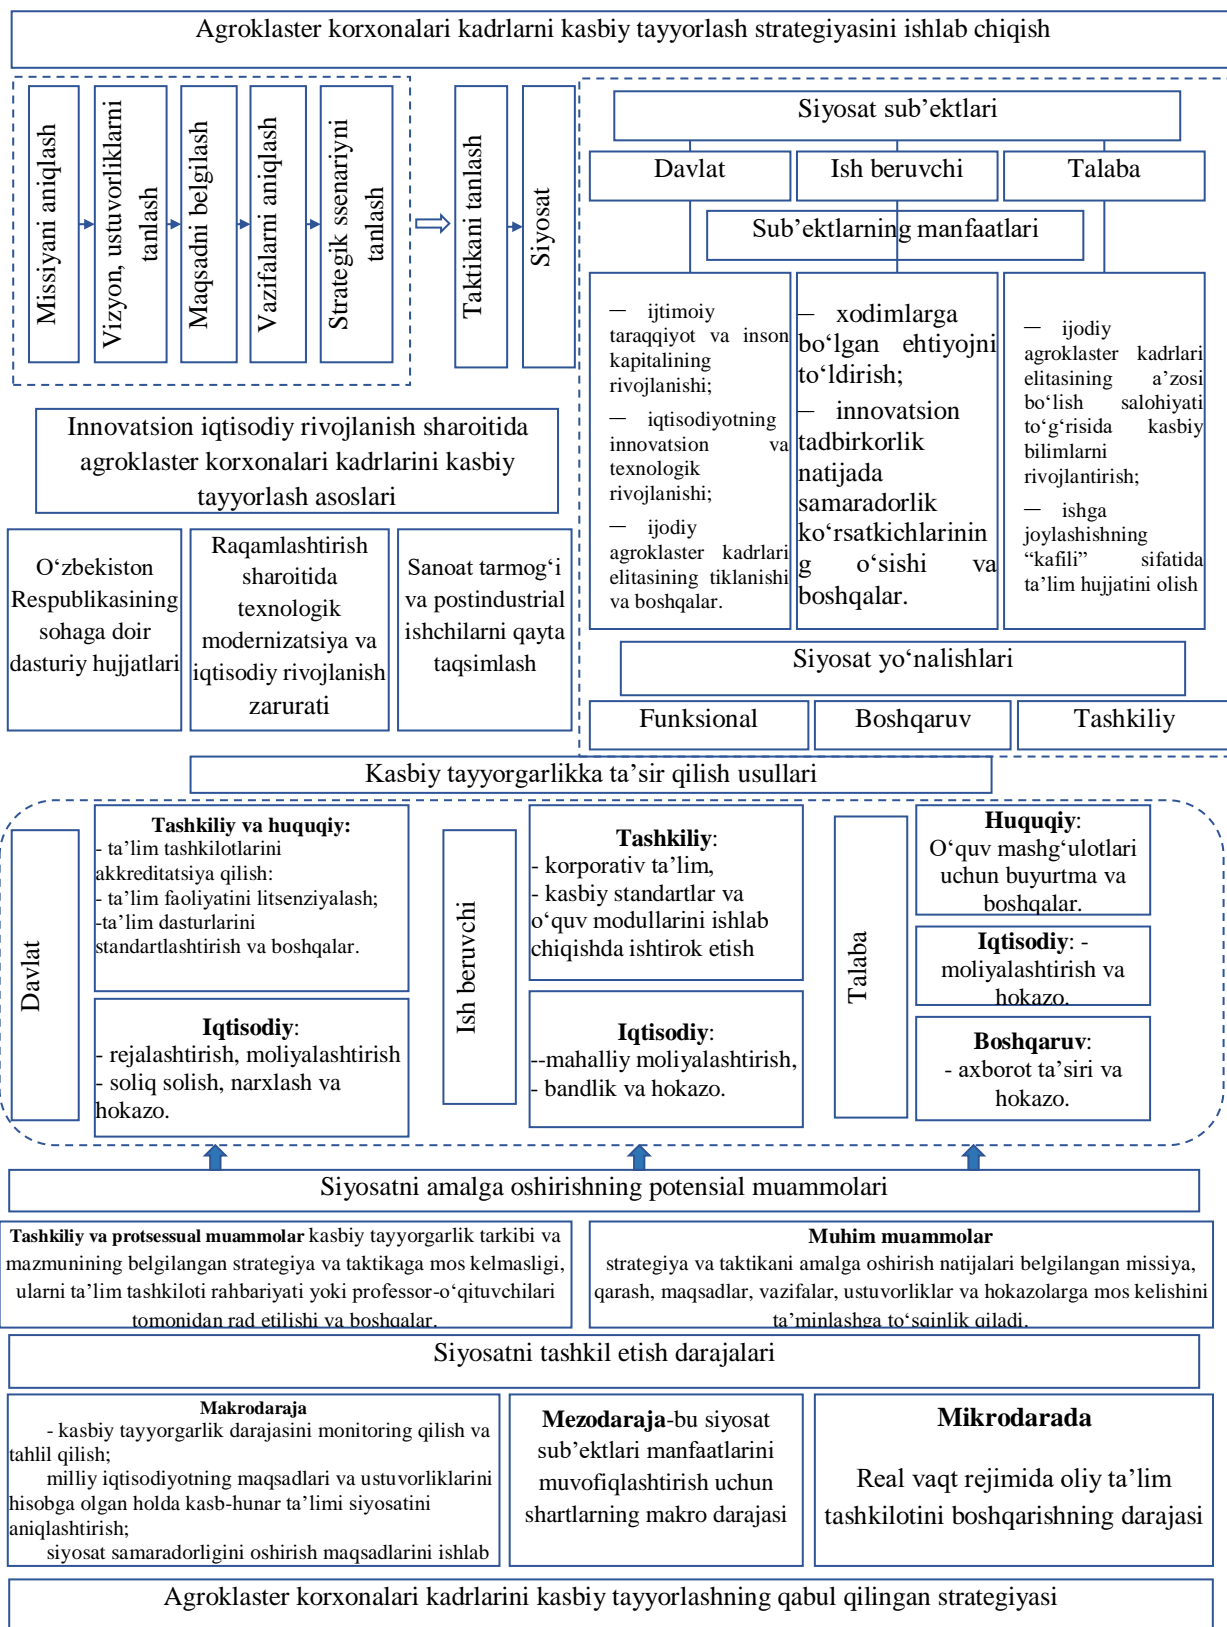 Agroklaster korxonalari kadrlarni kasbiy tayyorlash strategiyasini ishlab chiqish
Missiyani aniqlash
Vizyon, ustuvorliklarni
tanlash
Maqsadni belgilash
Vazifalarni aniqlash
Strategik ssenariyni
tanlash
Taktikani tanlash
Siyosat
Siyosat sub’ektlari
Davlat
Ish beruvchi
Talaba
Sub’ektlarning manfaatlari
— ijtimoiy
taraqqiyot va inson
kapitalining
rivojlanishi;
— iqtisodiyotning
innovatsion va
texnologik
rivojlanishi;
— ijodiy
agroklaster kadrlari
elitasining tiklanishi
va boshqalar.
— xodimlarga
bo‘lgan ehtiyojni
to‘ldirish;
— innovatsion
tadbirkorlik
natijada
samaradorlik
ko‘rsatkichlarinin
g o‘sishi va
boshqalar.
— ijodiy
agroklaster kadrlari
elitasining a’zosi
bo‘lish salohiyati
to‘g‘risida kasbiy
bilimlarni
rivojlantirish;
— ishga
joylashishning
“kafili” sifatida
ta’lim hujjatini olish
Innovatsion iqtisodiy rivojlanish sharoitida
agroklaster korxonalari kadrlarini kasbiy
tayyorlash asoslari
O‘zbekiston
Respublikasining
sohaga doir
dasturiy hujjatlari
Raqamlashtirish
sharoitida
texnologik
modernizatsiya va
iqtisodiy rivojlanish
zarurati
Sanoat tarmog‘i
va postindustrial
ishchilarni qayta
taqsimlash
Siyosat yo‘nalishlari
Funksional
Boshqaruv
Tashkiliy
Kasbiy tayyorgarlikka ta’sir qilish usullari
Davlat
Tashkiliy va huquqiy:
- ta’lim tashkilotlarini
akkreditatsiya qilish:
- ta’lim faoliyatini litsenziyalash;
-ta’lim dasturlarini
standartlashtirish va boshqalar.
Iqtisodiy:
- rejalashtirish, moliyalashtirish
- soliq solish, narxlash va
hokazo.
Ish beruvchi
Tashkiliy:
- korporativ ta’lim,
- kasbiy standartlar va
o‘quv modullarini ishlab
chiqishda ishtirok etish
Iqtisodiy:
--mahalliy moliyalashtirish,
- bandlik va hokazo.
Talaba
Huquqiy:
O‘quv mashg‘ulotlari
uchun buyurtma va
boshqalar.
Iqtisodiy: -
moliyalashtirish va
hokazo.
Boshqaruv:
- axborot ta’siri va
hokazo.
Siyosatni amalga oshirishning potensial muammolari
Tashkiliy va protsessual muammolar kasbiy tayyorgarlik tarkibi va
mazmunining belgilangan strategiya va taktikaga mos kelmasligi,
ularni ta’lim tashkiloti rahbariyati yoki professor-o‘qituvchilari
tomonidan rad etilishi va boshqalar.
Muhim muammolar
strategiya va taktikani amalga oshirish natijalari belgilangan missiya,
qarash, maqsadlar, vazifalar, ustuvorliklar va hokazolarga mos kelishini
ta’minlashga to‘sqinlik qiladi.
Siyosatni tashkil etish darajalari
Makrodaraja
- kasbiy tayyorgarlik darajasini monitoring qilish va
tahlil qilish;
milliy iqtisodiyotning maqsadlari va ustuvorliklarini
hisobga olgan holda kasb-hunar ta’limi siyosatini
aniqlashtirish;
siyosat samaradorligini oshirish maqsadlarini ishlab
Mezodaraja-bu siyosat
sub’ektlari manfaatlarini
muvofiqlashtirish uchun
shartlarning makro darajasi
Mikrodarada
Real vaqt rejimida oliy ta’lim
tashkilotini boshqarishning darajasi
Agroklaster korxonalari kadrlarini kasbiy tayyorlashning qabul qilingan strategiyasi